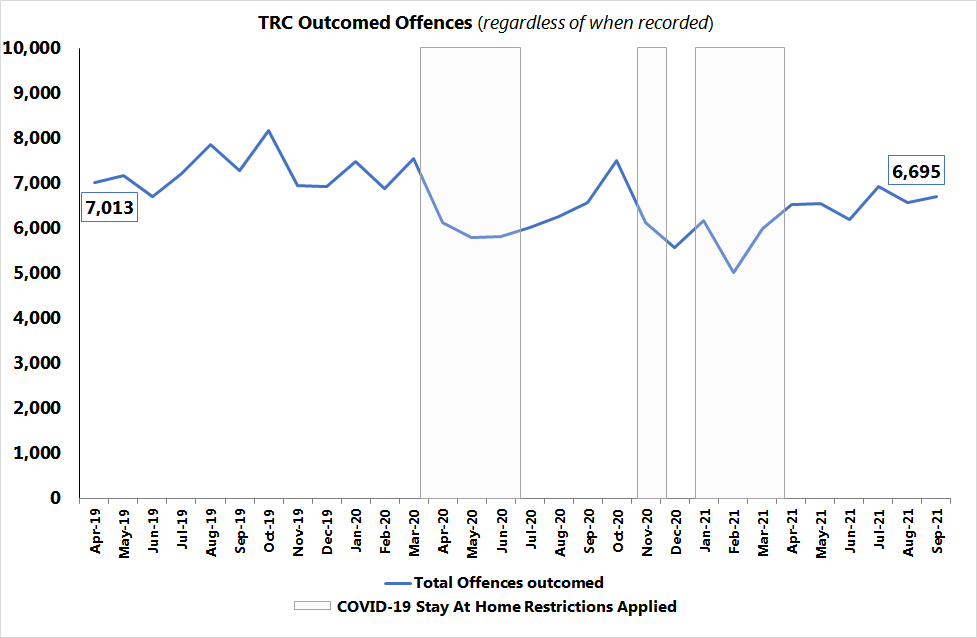 TRC Outcomed Offences (regardless of when recorded)
10,000
9,000
8,000
7,000
6,000
5,000
4,000
3,000
2,000
1,000
0
7,013
6,695
Apr-19
May-19
Jun-19
Jul-19
Aug-19
Sep-19
Oct-19
Nov-19
Dec-19
Jan-20
Feb-20
Mar-20
Apr-20
May-20
Jun-20
Jul-20
Aug-20
Sep-20
Oct-20
Nov-20
Dec-20
Jan-21
Feb-21
Mar-21
Apr-21
May-21
Jun-21
Jul-21
Aug-21
Sep-21
Total Offences outcomed
COVID-19 Stay At Home Restrictions Applied